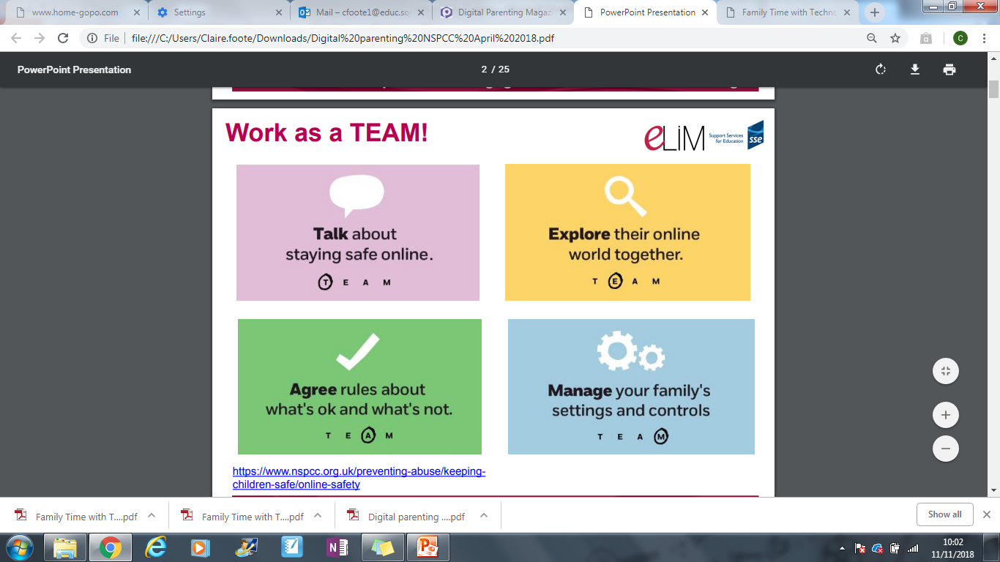 www.home-gopo.com
Settings
Mail – cfoote1@educ.so
Digital Parenting Magaz
PowerPoint Presentation
Family Time with Techno
File
file:///C:/Users/Claire.foote/Downloads/Digital%20parenting%20NSPCC%20April%202018.pdf
C
PowerPoint Presentation
2 / 25
Work as a TEAM!
eLiM
Support Services
for Education
sse
Talk about
staying safe online.
T E A M
Explore their online
world together.
T E A M
Agree rules about
what's ok and what's not.
T E A M
Manage your family's
settings and controls
T E A M
https://www.nspcc.org.uk/preventing-abuse/keeping-
children-safe/online-safety
Family Time with T....pdf
Family Time with T....pdf
Digital parenting ....pdf
Show all
10:02
11/11/2018